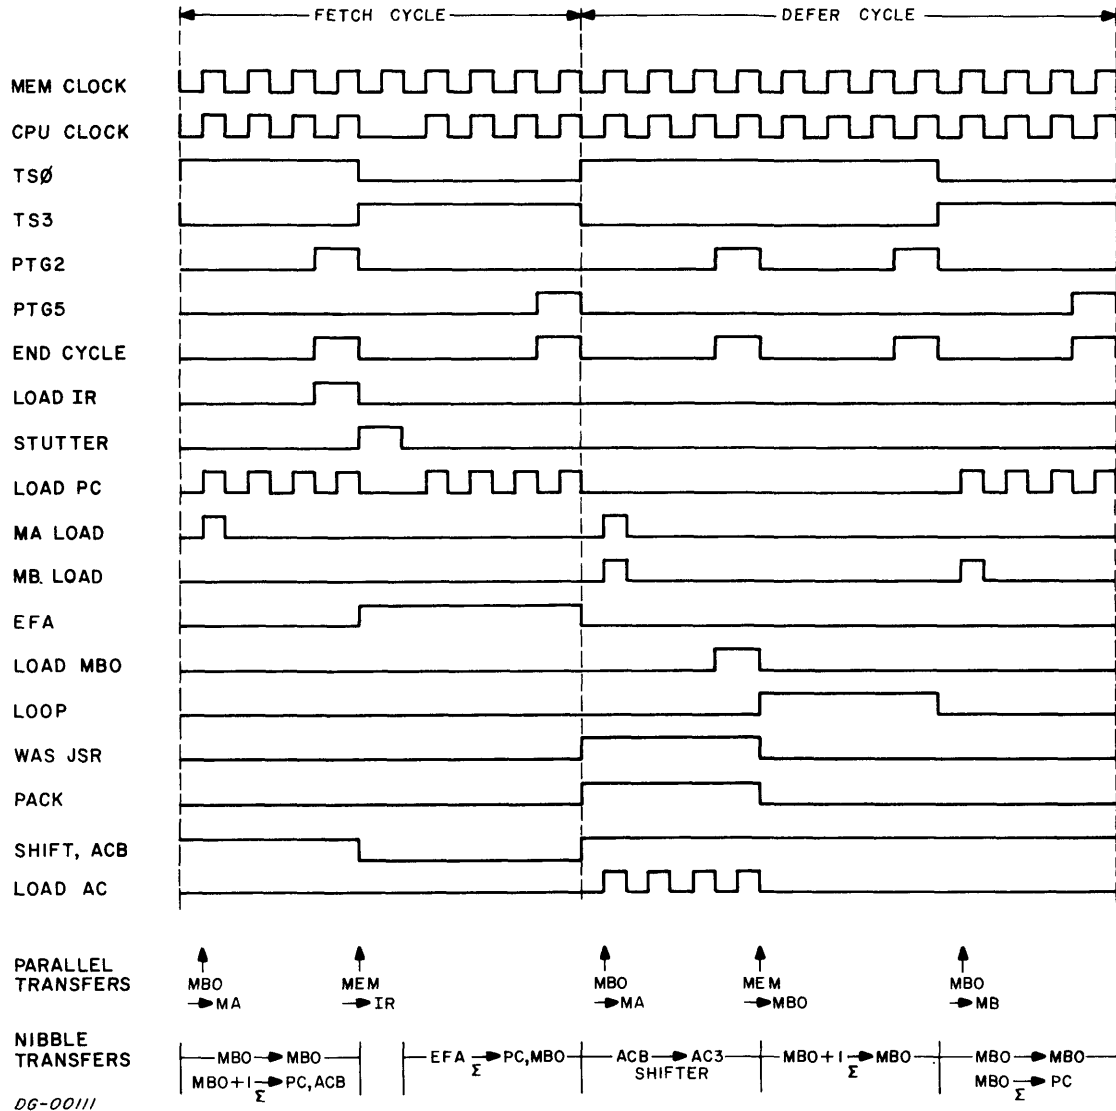 FETCH CYCLE DEFER CYCLE
MEM CLOCK
CPU CLOCK
TSØ
TS3
PTG2
PTG5
END CYCLE
LOAD IR
STUTTER
LOAD PC
MA LOAD
MB LOAD
EFA
LOAD MBO
LOOP
WAS JSR
PACK
SHIFT, ACB
LOAD AC
PARALLEL
TRANSFERS
MBO
→MA
MEM
→IR
MBO
→MA
MEM
→MBO
MBO
→MB
NIBBLE
TRANSFERS
MBO→MBO
MBO+1→PC,ACB
Σ
EFA→PC,MBO
Σ
ACB→AC3
SHIFTER
MBO+1→MBO
Σ
MBO→MBO
MBO→PC
Σ
DG-00111